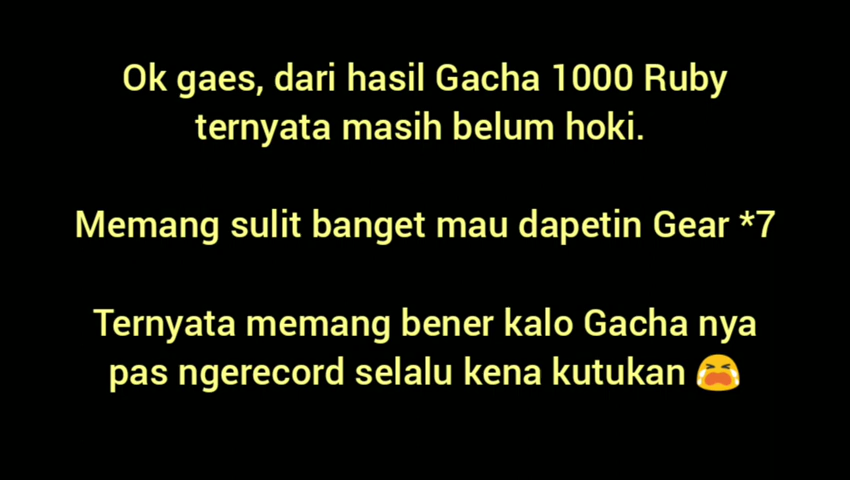 Ok gaes, dari hasil Gacha 1000 Ruby
ternyata masih belum hoki.
Memang sulit banget mau dapetin Gear *7
Ternyata memang bener kalo Gacha nya
pas ngerecord selalu kena kutukan 😭